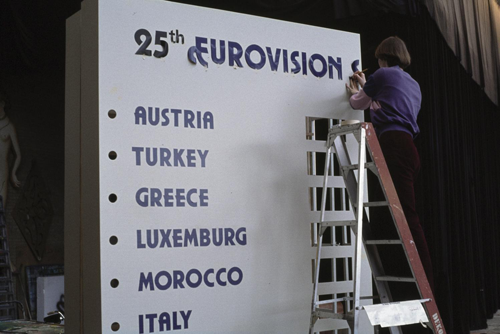 25th EUROVISION S
AUSTRIA
TURKEY
GREECE
LUXEMBURG
MOROCCO
ITALY